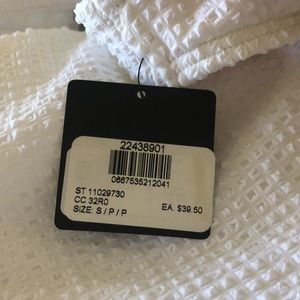 22438901
0667535212041
ST 11029730
CC 32R0
SIZE: S / P / P
EA. $39.50